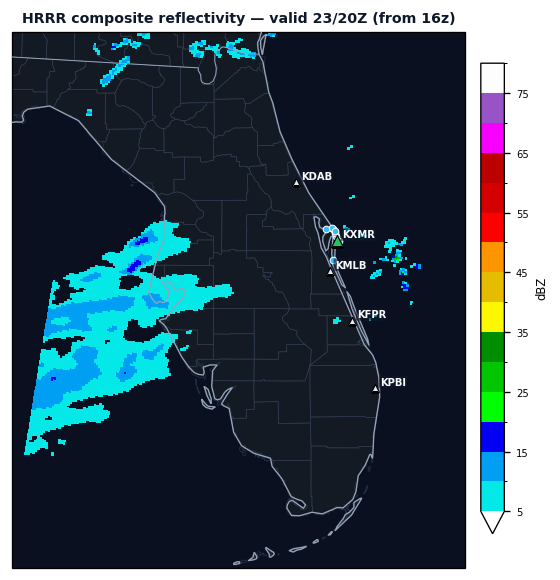 HRRR composite reflectivity — valid 23/20Z (from 16z)
KDAB
KXMR
KMLB
KFPR
KPBI
75
65
55
45
35
25
15
5
dBZ